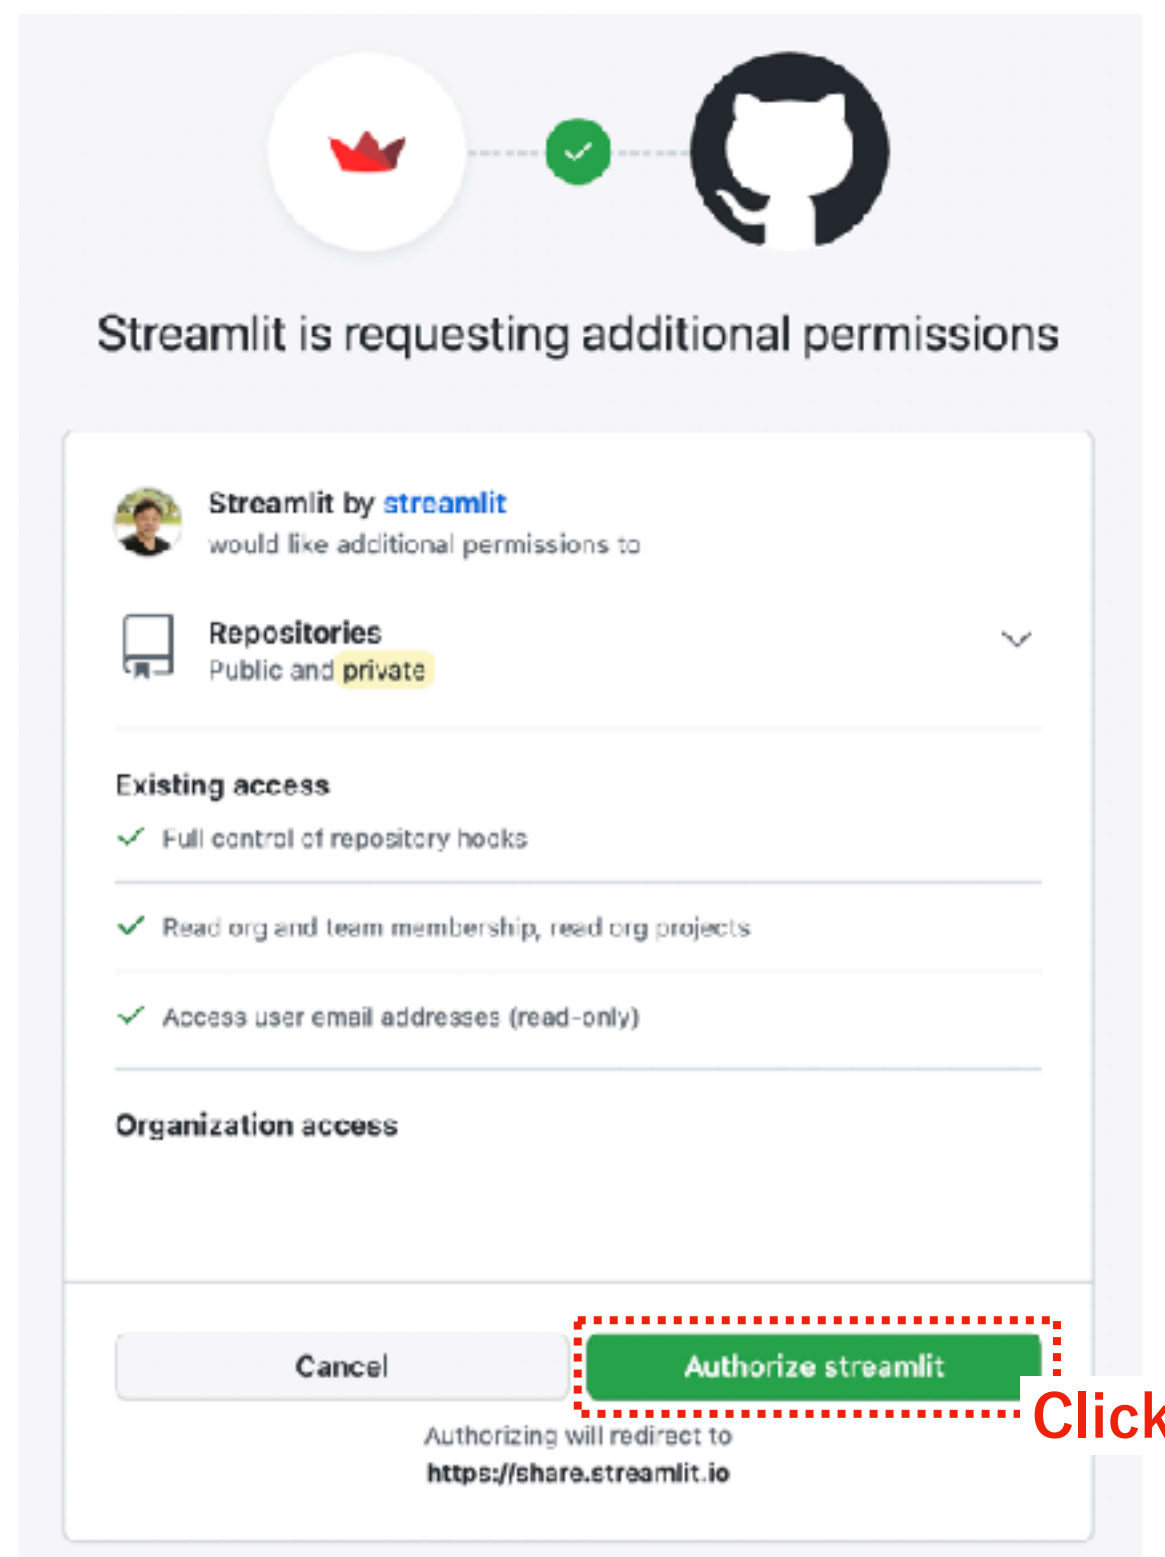 Streamlit is requesting additional permissions
Streamlit by streamlit
would like additional permissions to
Repositories
Public and private
Existing access
Full control of repository hooks
Read org and team membership, read org projects
Access user email addresses (read-only)
Organization access
Cancel
Authorize streamlit
Click
Authorizing will redirect to
https://share.streamlit.io